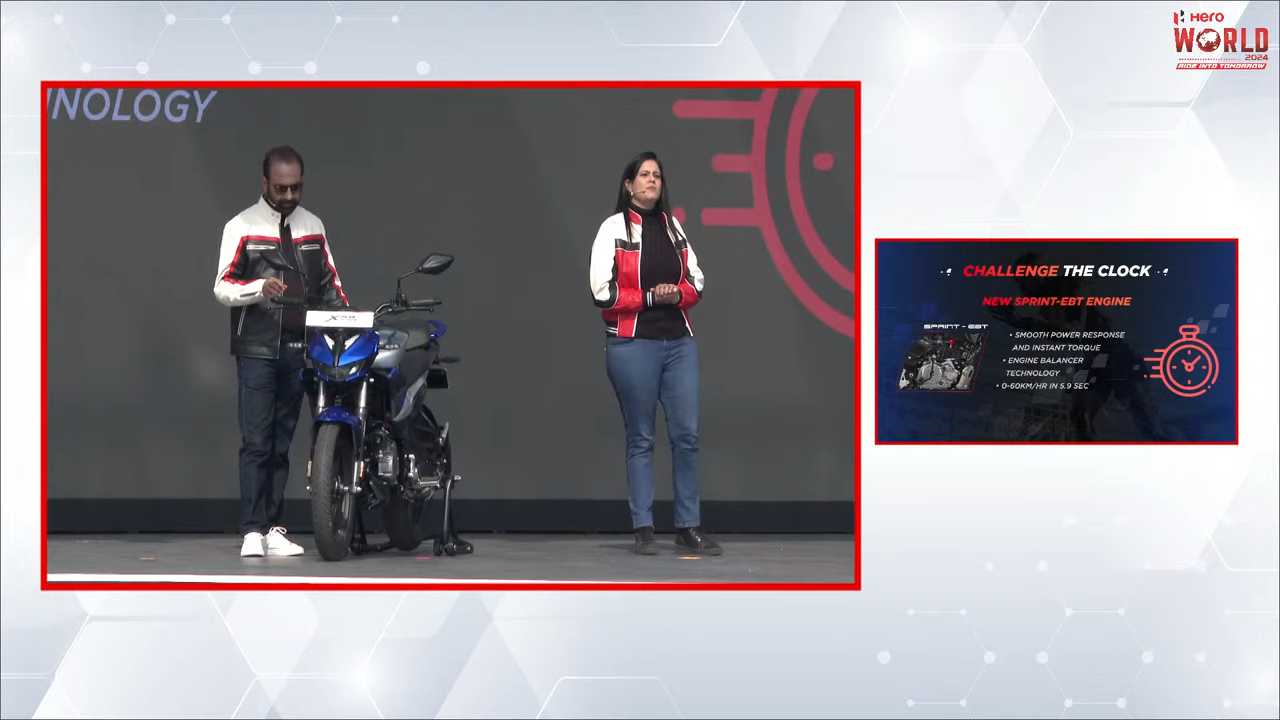 Hero
WORLD
2024
RIDE INTO TOMORROW
NOLOGY
CHALLENGE THE CLOCK
NEW SPRINT-EBT ENGINE
SPRINT - EBT
• SMOOTH POWER RESPONSE
AND INSTANT TORQUE
• ENGINE BALANCER
TECHNOLOGY
• 0-60KM/HR IN 5.9 SEC